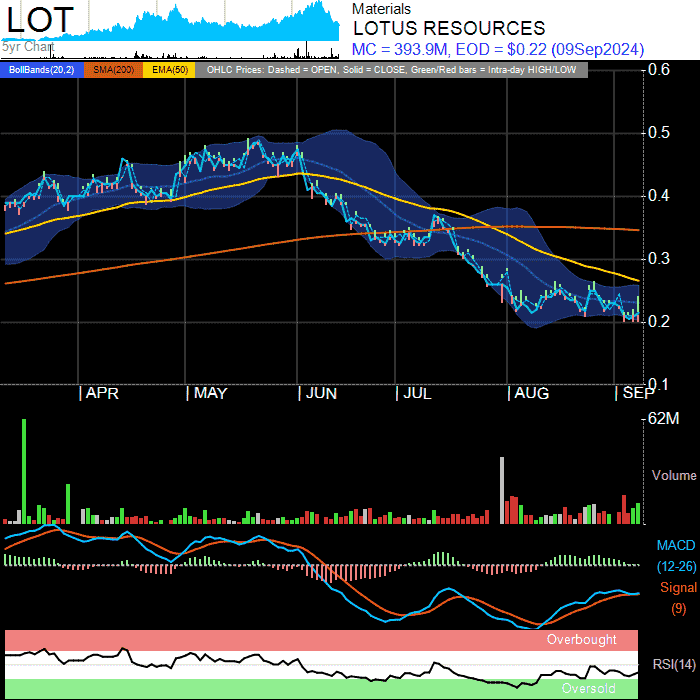 LOT
5yr Chart
Materials
LOTUS RESOURCES
MC = 393.9M, EOD = $0.22 (09Sep2024)
BollBands(20,2) SMA(200) EMA(50) OHLC Prices: Dashed = OPEN, Solid = CLOSE, Green/Red bars = Intra-day HIGH/LOW
0.6
0.5
0.4
0.3
0.2
0.1
| APR | MAY | JUN | JUL | AUG | SEP
62M
Volume
MACD
(12-26)
Signal
(9)
Overbought
RSI(14)
Oversold